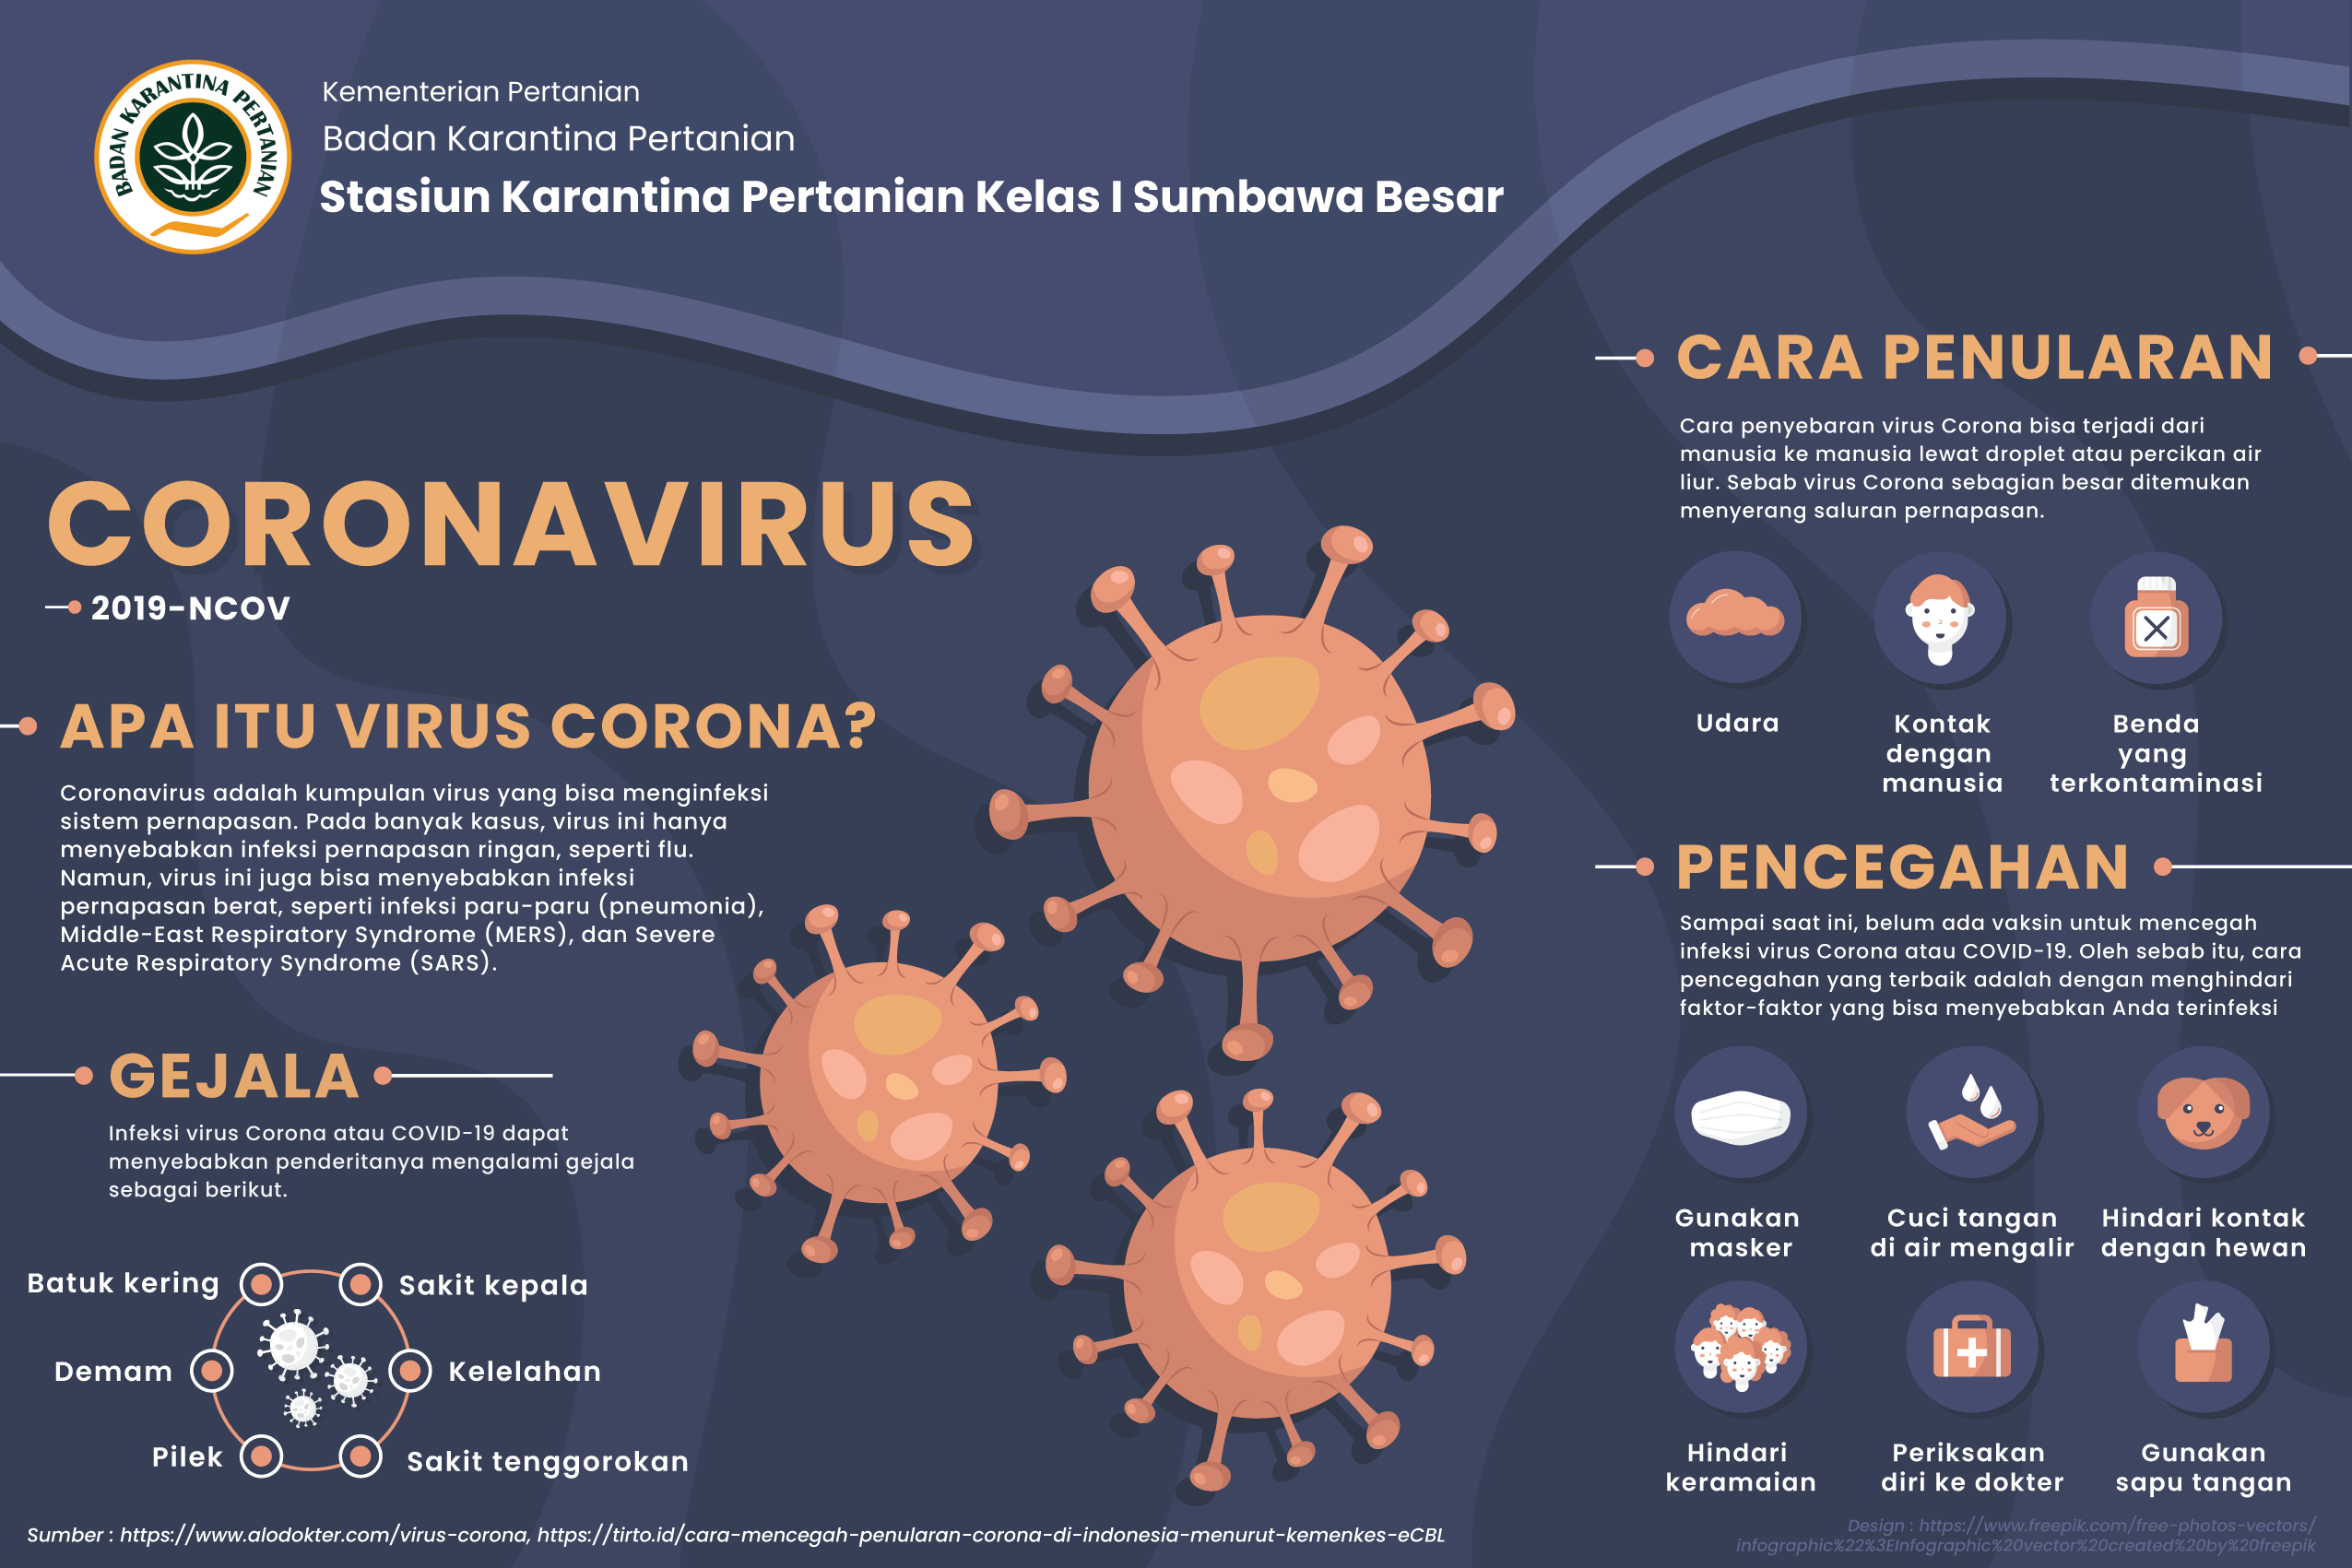 BADAN KARANTINA PERTANIAN
Kementerian Pertanian
Badan Karantina Pertanian
Stasiun Karantina Pertanian Kelas I Sumbawa Besar
CORONAVIRUS
2019-NCOV
APA ITU VIRUS CORONA?
Coronavirus adalah kumpulan virus yang bisa menginfeksi
sistem pernapasan. Pada banyak kasus, virus ini hanya
menyebabkan infeksi pernapasan ringan, seperti flu.
Namun, virus ini juga bisa menyebabkan infeksi
pernapasan berat, seperti infeksi paru-paru (pneumonia),
Middle-East Respiratory Syndrome (MERS), dan Severe
Acute Respiratory Syndrome (SARS).
GEJALA
Infeksi virus Corona atau COVID-19 dapat
menyebabkan penderitanya mengalami gejala
sebagai berikut.
Batuk kering
Sakit kepala
Demam
Kelelahan
Pilek
Sakit tenggorokan
CARA PENULARAN
Cara penyebaran virus Corona bisa terjadi dari
manusia ke manusia lewat droplet atau percikan air
liur. Sebab virus Corona sebagian besar ditemukan
menyerang saluran pernapasan.
Udara
Kontak
dengan
manusia
Benda
yang
terkontaminasi
PENCEGAHAN
Sampai saat ini, belum ada vaksin untuk mencegah
infeksi virus Corona atau COVID-19. Oleh sebab itu, cara
pencegahan yang terbaik adalah dengan menghindari
faktor-faktor yang bisa menyebabkan Anda terinfeksi
Gunakan
masker
Cuci tangan
di air mengalir
Hindari kontak
dengan hewan
Hindari
keramaian
Periksakan
diri ke dokter
Gunakan
sapu tangan
Sumber : https://www.alodokter.com/virus-corona, https://tirto.id/cara-mencegah-penularan-corona-di-indonesia-menurut-kemenkes-eCBL
Design : https://www.freepik.com/free-photos-vectors/
infographic%22%3EInfographic%20vector%20created%20by%20freepik